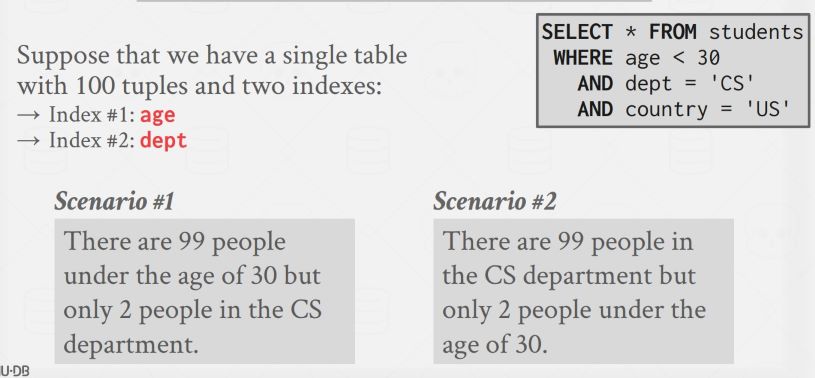 Suppose that we have a single table
with 100 tuples and two indexes:
→ Index #1: age
→ Index #2: dept
SELECT * FROM students
WHERE age < 30
AND dept = 'CS'
AND country = 'US'
Scenario #1
There are 99 people
under the age of 30 but
only 2 people in the CS
department.
Scenario #2
There are 99 people in
the CS department but
only 2 people under the
age of 30.
U·DB